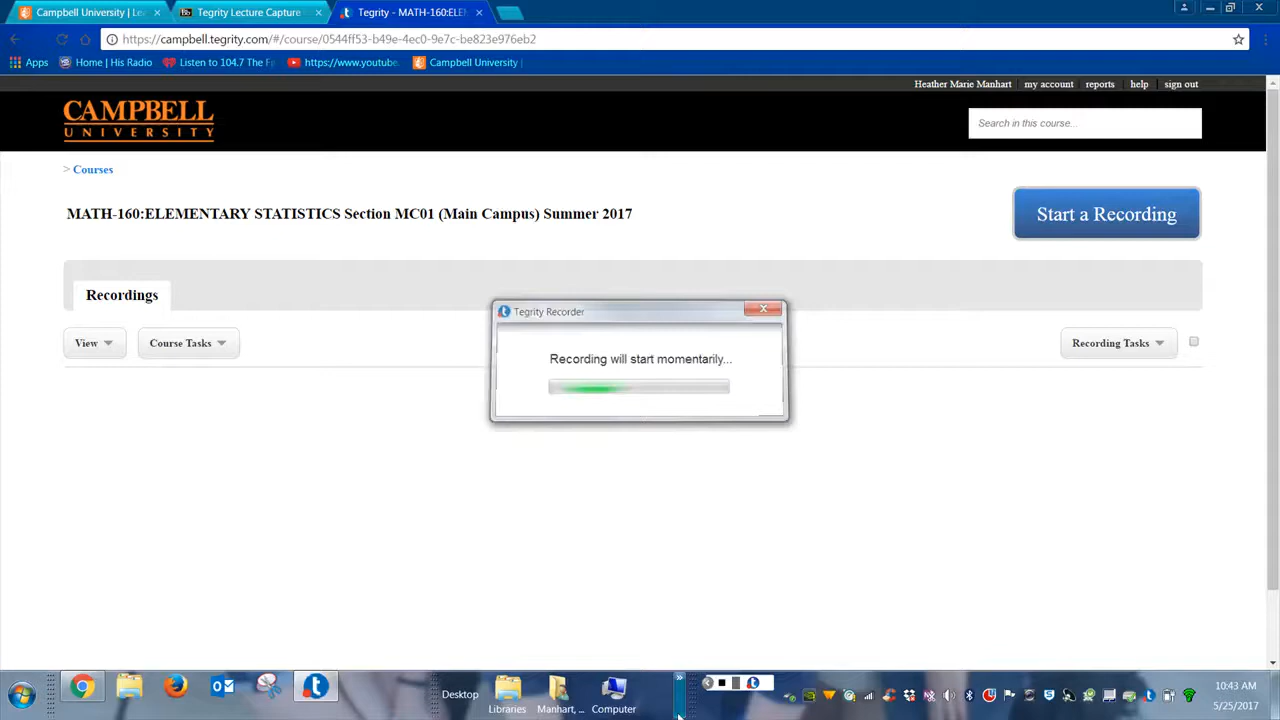 Campbell University | Le
Tegrity Lecture Capture
Tegrity - MATH-160:ELEM
https://campbell.tegrity.com/#/course/0544ff53-b49e-4ec0-9e7c-be823e976eb2
Apps
Home | His Radio
Listen to 104.7 The F
https://www.youtube.
Campbell University |
Heather Marie Manhart
my account
reports
help
sign out
CAMPBELL
UNIVERSITY
Search in this course...
> Courses
MATH-160:ELEMENTARY STATISTICS Section MC01 (Main Campus) Summer 2017
Start a Recording
Recordings
Tegrity Recorder
View
Course Tasks
Recording will start momentarily...
Recording Tasks
Desktop
Libraries
Manhart, ...
Computer
10:43 AM
5/25/2017